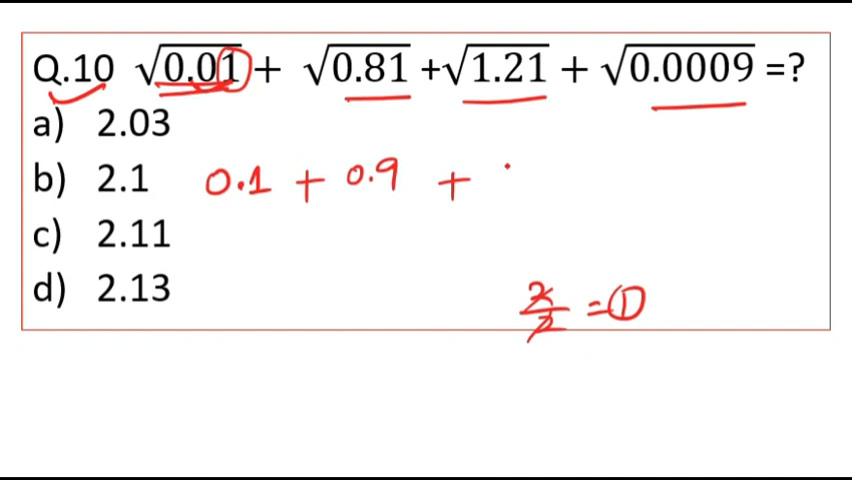 Q.10 √0.01 + √0.81 +√1.21 + √0.0009 =?
a) 2.03
b) 2.1
0.1 + 0.9 +
c) 2.11
d) 2.13
2/2 = 1